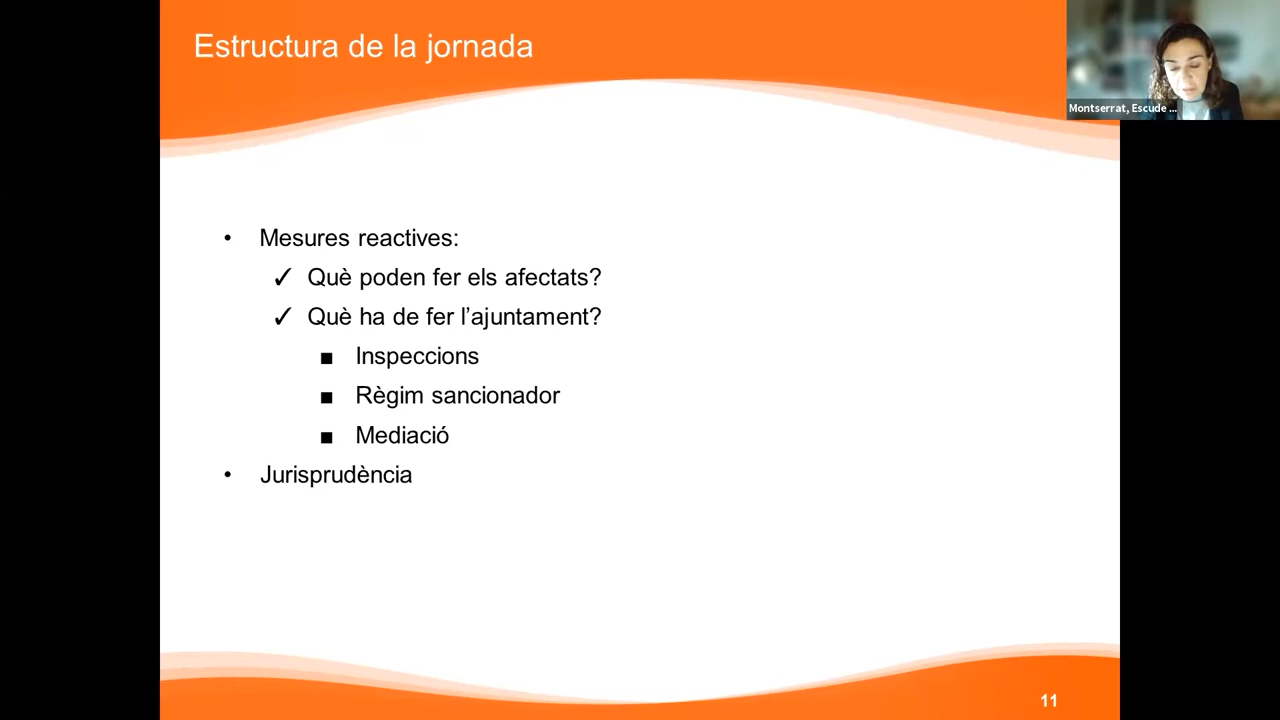 Estructura de la jornada
Montserrat, Escude ...
• Mesures reactives:
✓ Què poden fer els afectats?
✓ Què ha de fer l’ajuntament?
■ Inspeccions
■ Règim sancionador
■ Mediació
• Jurisprudència
11